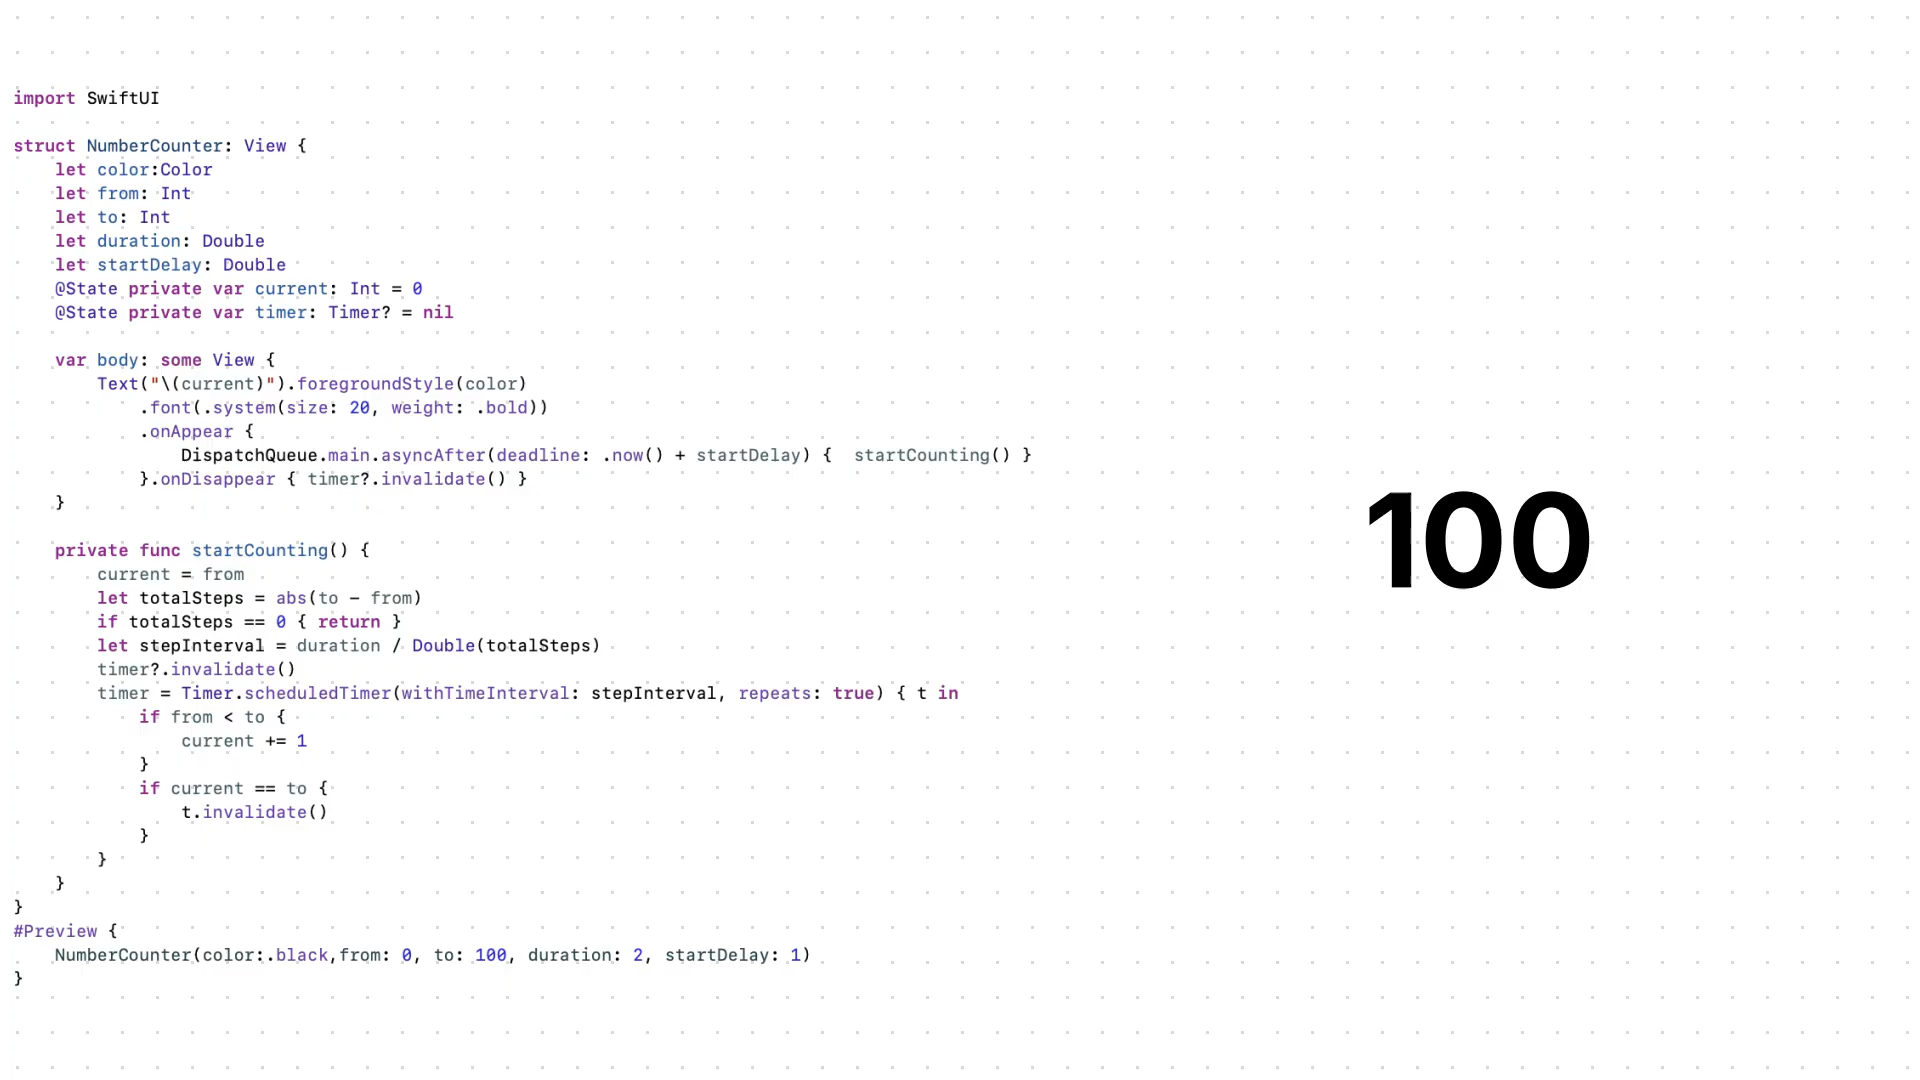 import SwiftUI
struct NumberCounter: View {
let color:Color
let from: Int
let to: Int
let duration: Double
let startDelay: Double
@State private var current: Int = 0
@State private var timer: Timer? = nil
var body: some View {
Text("\(current)").foregroundStyle(color)
.font(.system(size: 20, weight: .bold))
.onAppear {
DispatchQueue.main.asyncAfter(deadline: .now() + startDelay) {  startCounting() }
}.onDisappear { timer?.invalidate() }
}
private func startCounting() {
current = from
let totalSteps = abs(to - from)
if totalSteps == 0 { return }
let stepInterval = duration / Double(totalSteps)
timer?.invalidate()
timer = Timer.scheduledTimer(withTimeInterval: stepInterval, repeats: true) { t in
if from < to {
current += 1
}
if current == to {
t.invalidate()
}
}
}
}
#Preview {
NumberCounter(color:.black,from: 0, to: 100, duration: 2, startDelay: 1)
}
100